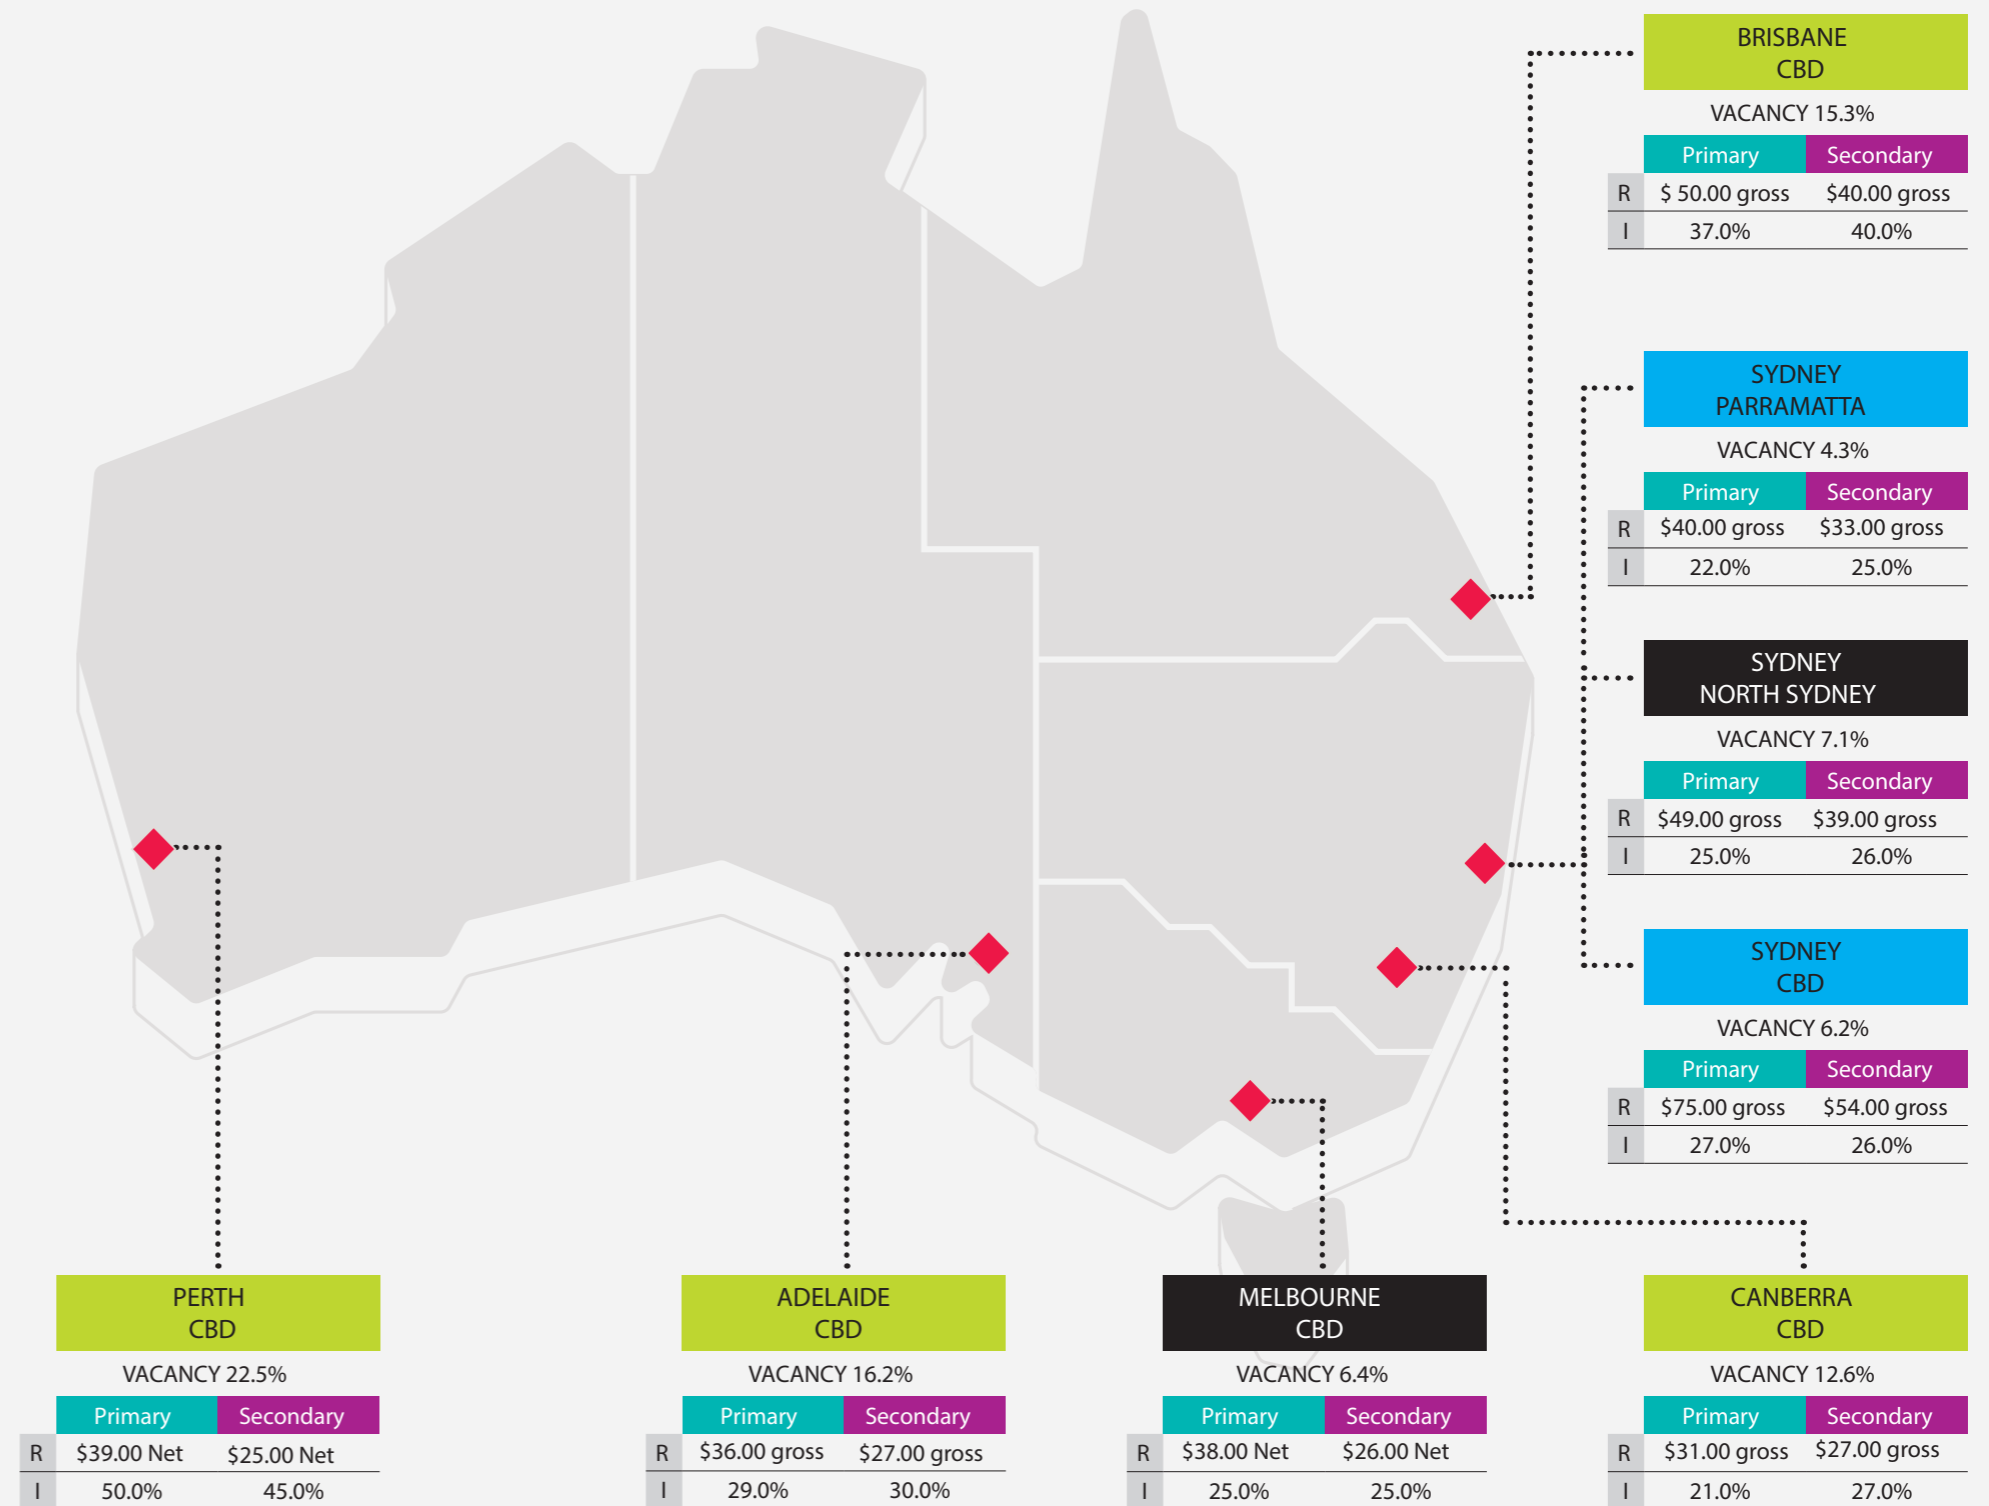 BRISBANE
CBD
VACANCY 15.3%
Primary Secondary
R $ 50.00 gross $40.00 gross
I 37.0% 40.0%
SYDNEY
PARRAMATTA
VACANCY 4.3%
Primary Secondary
R $40.00 gross $33.00 gross
I 22.0% 25.0%
SYDNEY
NORTH SYDNEY
VACANCY 7.1%
Primary Secondary
R $49.00 gross $39.00 gross
I 25.0% 26.0%
SYDNEY
CBD
VACANCY 6.2%
Primary Secondary
R $75.00 gross $54.00 gross
I 27.0% 26.0%
PERTH
CBD
VACANCY 22.5%
Primary Secondary
R $39.00 Net $25.00 Net
I 50.0% 45.0%
ADELAIDE
CBD
VACANCY 16.2%
Primary Secondary
R $36.00 gross $27.00 gross
I 29.0% 30.0%
MELBOURNE
CBD
VACANCY 6.4%
Primary Secondary
R $38.00 Net $26.00 Net
I 25.0% 25.0%
CANBERRA
CBD
VACANCY 12.6%
Primary Secondary
R $31.00 gross $27.00 gross
I 21.0% 27.0%